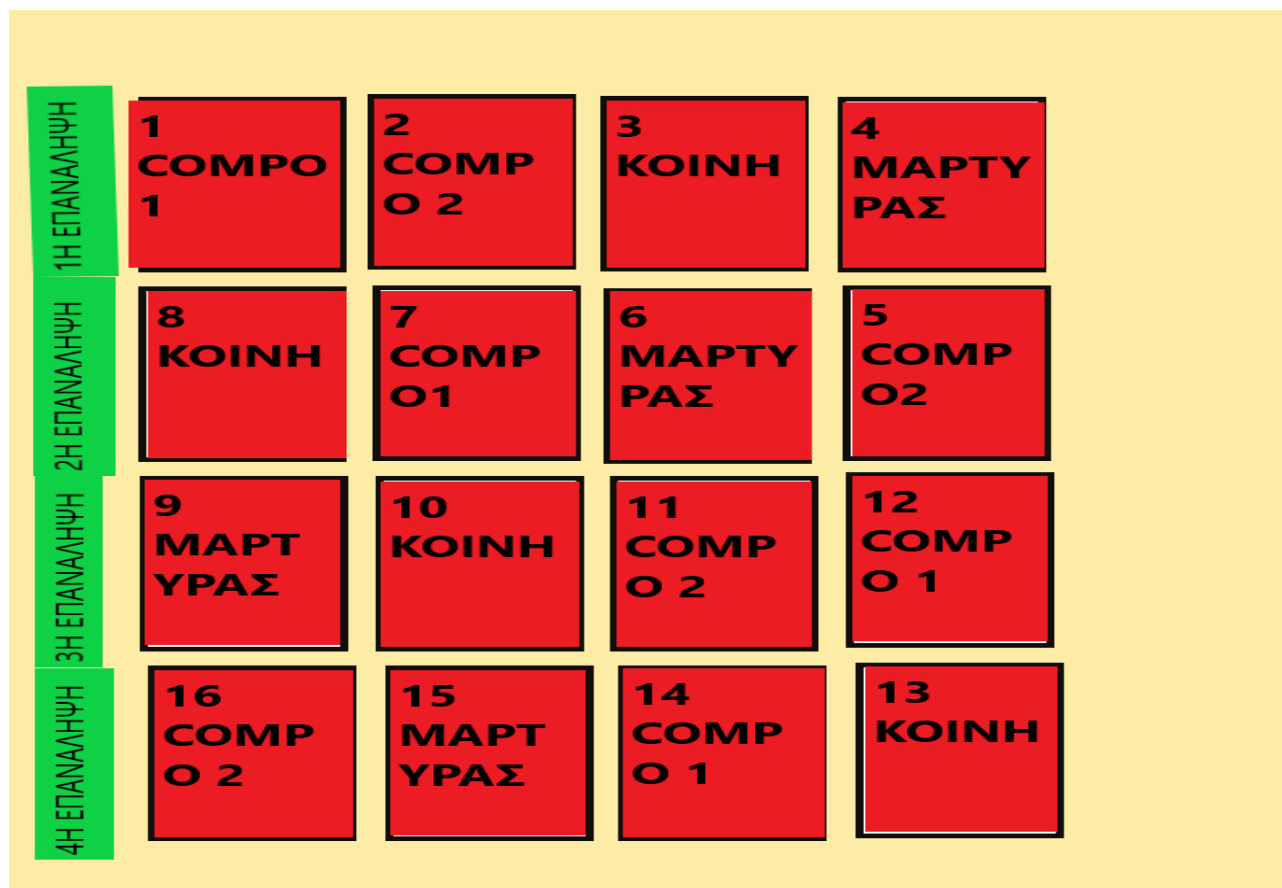 1Η ΕΠΑΝΑΛΗΨΗ
1
COMPO
1
2
COMP
O 2
3
ΚΟΙΝΗ
4
ΜΑΡΤΥ
ΡΑΣ
2Η ΕΠΑΝΑΛΗΨΗ
8
ΚΟΙΝΗ
7
COMP
O1
6
ΜΑΡΤΥ
ΡΑΣ
5
COMP
O2
3Η ΕΠΑΝΑΛΗΨΗ
9
ΜΑΡΤ
ΥΡΑΣ
10
ΚΟΙΝΗ
11
COMP
O 2
12
COMP
O 1
4Η ΕΠΑΝΑΛΗΨΗ
16
COMP
O 2
15
ΜΑΡΤ
ΥΡΑΣ
14
COMP
O 1
13
ΚΟΙΝΗ